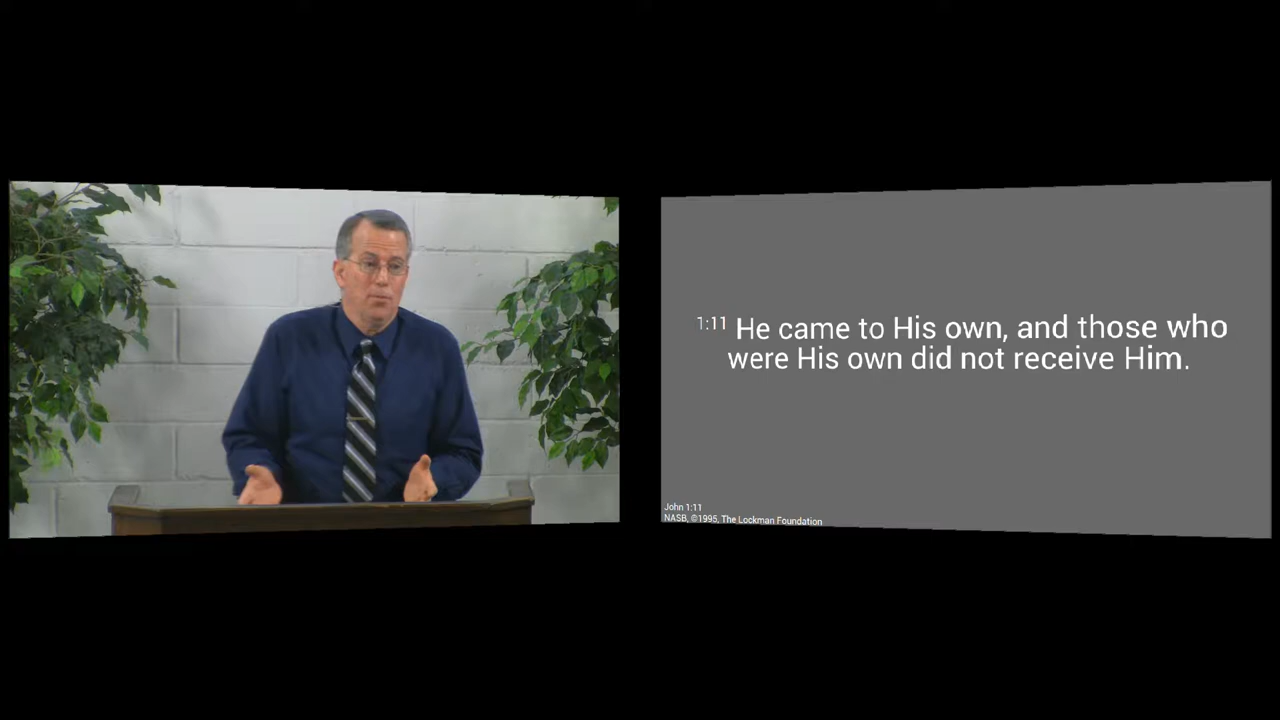 1:11 He came to His own, and those who
were His own did not receive Him.
John 1:11
NASB, ©1995, The Lockman Foundation